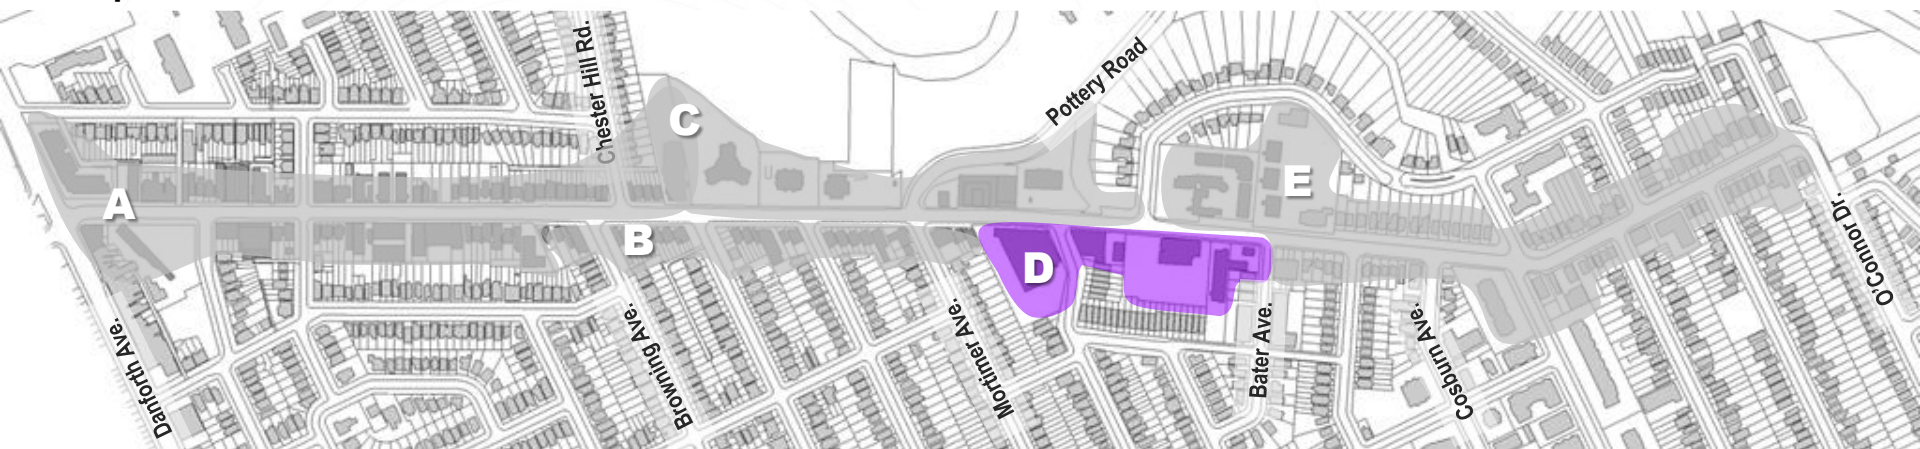 Chester Hill Rd.
Pottery Road
C
E
A
B
D
O'Connor Dr.
Danforth Ave.
Browning Ave.
Mortimer Ave.
Bater Ave.
Cosburn Ave.